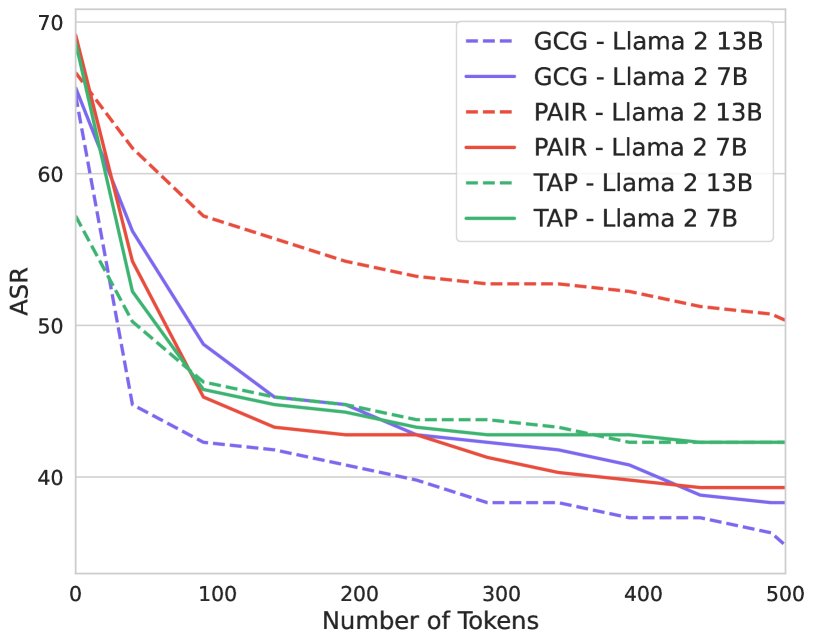 70
60
50
40
ASR
GCG - Llama 2 13B
GCG - Llama 2 7B
PAIR - Llama 2 13B
PAIR - Llama 2 7B
TAP - Llama 2 13B
TAP - Llama 2 7B
0 100 200 300 400 500
Number of Tokens